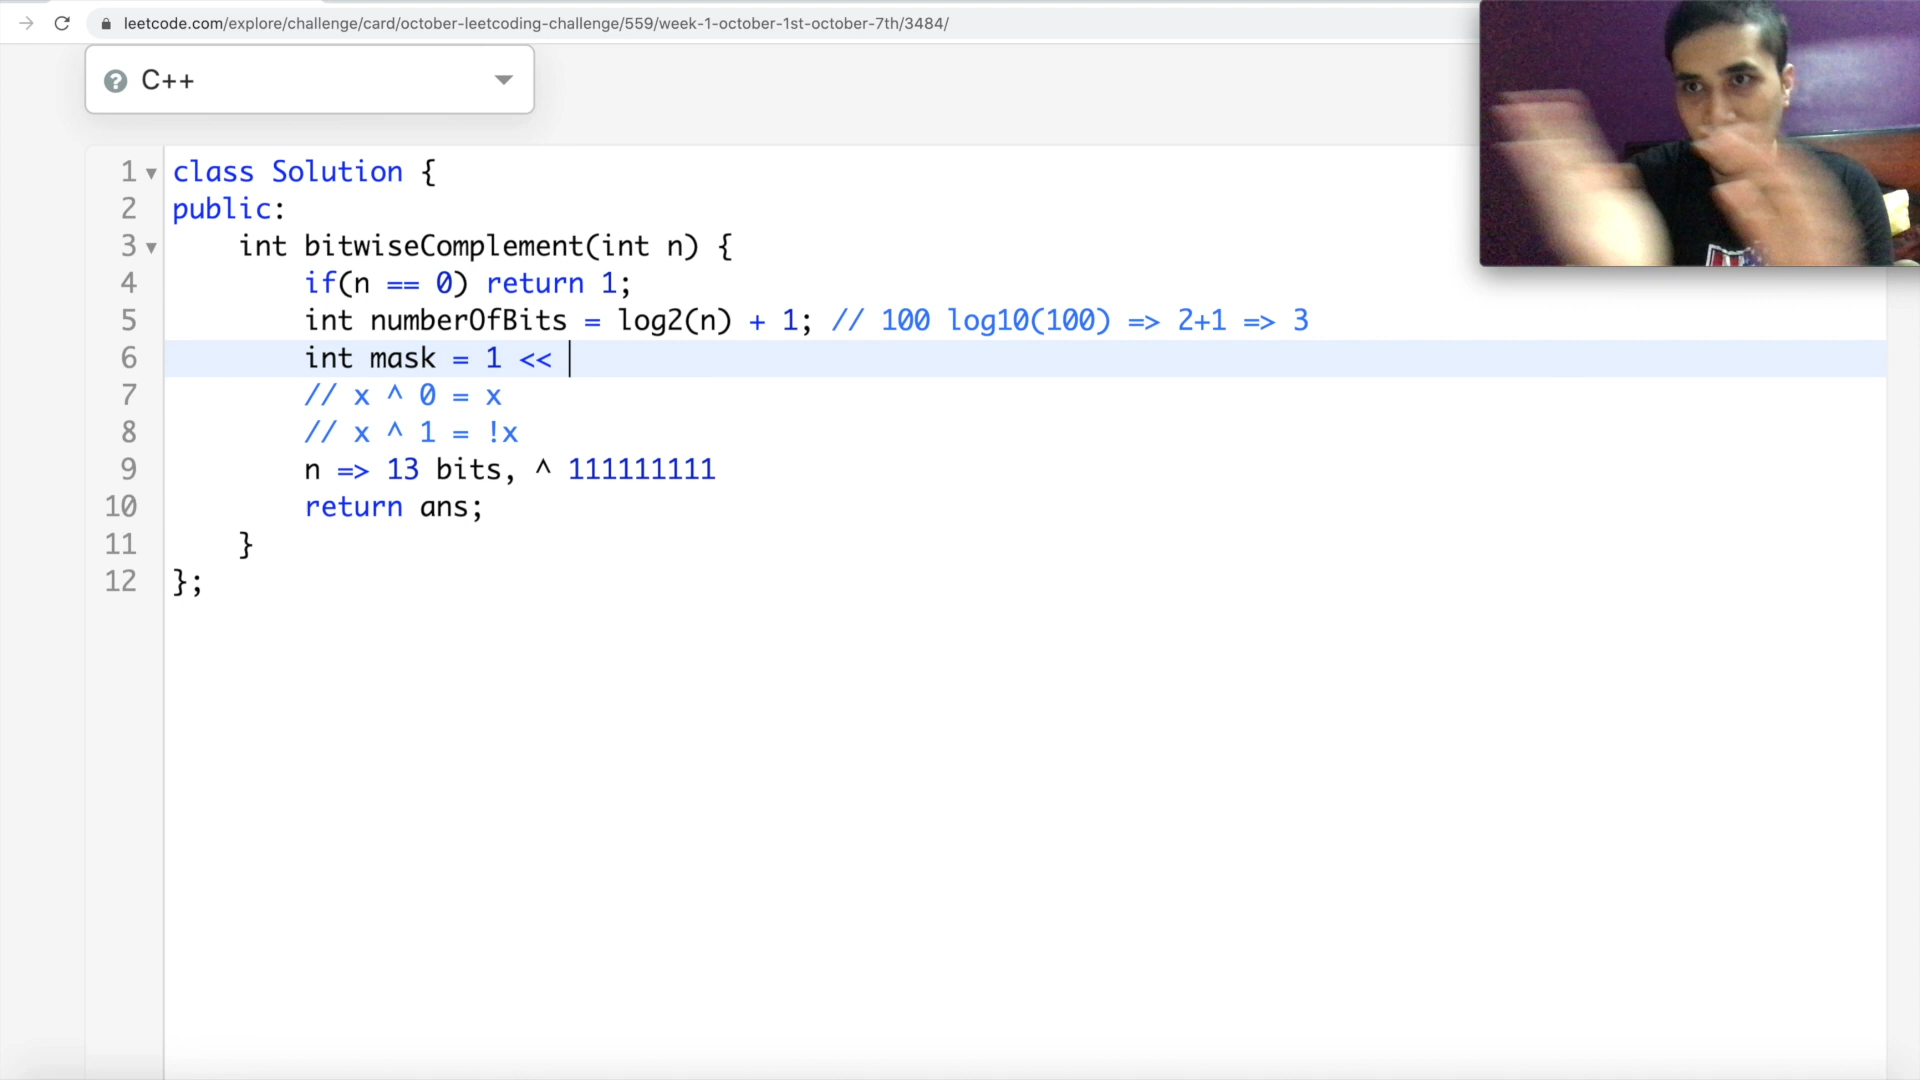 leetcode.com/explore/challenge/card/october-leetcoding-challenge/559/week-1-october-1st-october-7th/3484/
? C++
1 class Solution {
2 public:
3 int bitwiseComplement(int n) {
4 if(n == 0) return 1;
5 int numberOfBits = log2(n) + 1; // 100 log10(100) => 2+1 => 3
6 int mask = 1 <<
7 // x ^ 0 = x
8 // x ^ 1 = !x
9 n => 13 bits, ^ 111111111
10 return ans;
11 }
12 };